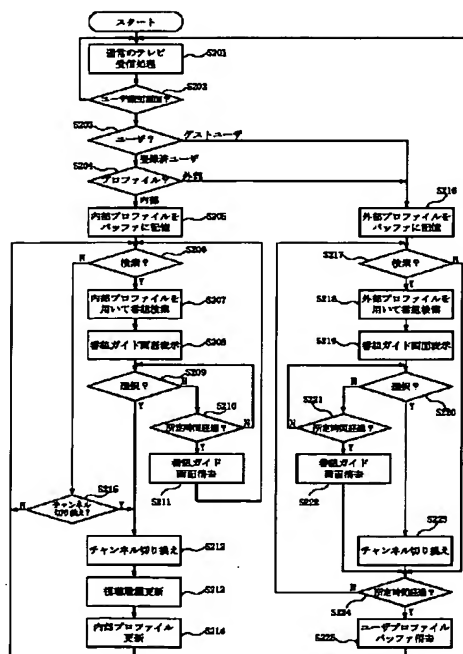 スタート
S201
通常のテレビ
受信処理
S202
S203
ユーザ?
ゲストユーザ
登録済ユーザ
S204
プロファイル?
外部
内部
内部プロファイルを
バッファに記憶
S205
S206
検索?
N
Y
内部プロファイルを
用いて番組検索
S207
番組ガイド画面表示
S208
S209
選択?
N
Y
S210
所定時間経過?
N
Y
番組ガイド
画面消去
S211
S215
チャンネル
切り換え?
N
Y
チャンネル切り換え
S212
視聴履歴更新
S213
内部プロファイル
更新
S214
S216
外部プロファイルを
バッファに記憶
S217
検索?
N
Y
S218
外部プロファイルを
用いて番組検索
S219
番組ガイド画面表示
選択?
S220
N
Y
S221
所定時間経過?
N
Y
番組ガイド
画面消去
S222
S223
チャンネル切り換え
所定時間経過?
N
S224
Y
ユーザプロファイル
バッファ消去
S225